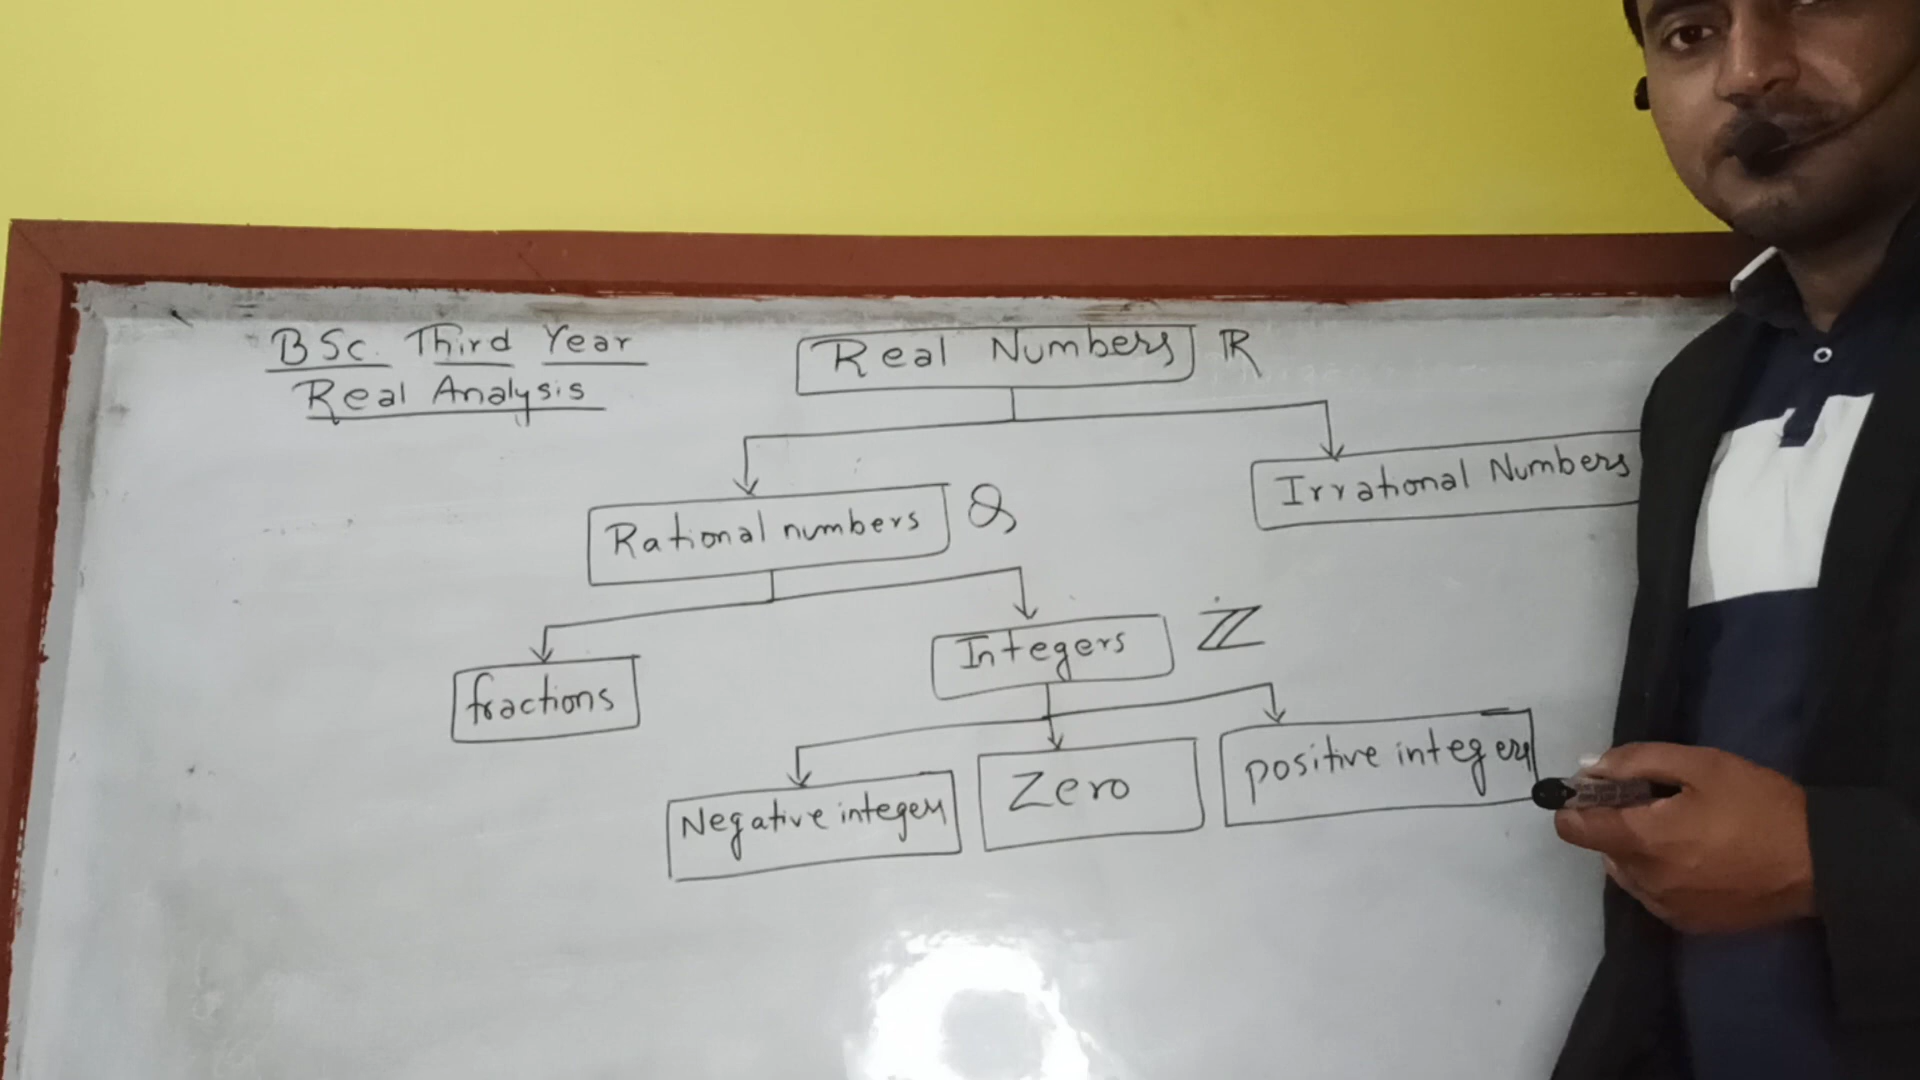 BSc. Third Year
Real Analysis
Real Numbers ℝ
Rational numbers Q
Irrational Numbers
fractions
Integers ℤ
Negative integers
Zero
positive integers